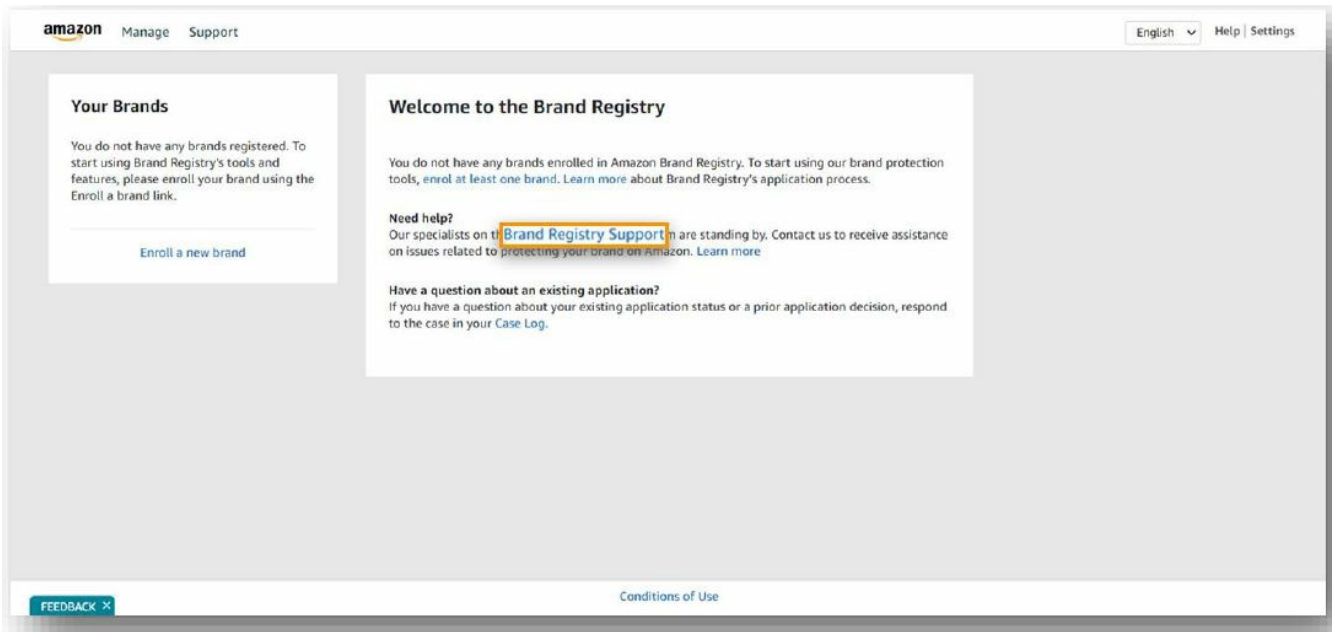 amazon Manage Support English Help | Settings
Your Brands
You do not have any brands registered. To
start using Brand Registry's tools and
features, please enroll your brand using the
Enroll a brand link.
Enroll a new brand
Welcome to the Brand Registry
You do not have any brands enrolled in Amazon Brand Registry. To start using our brand protection
tools, enrol at least one brand. Learn more about Brand Registry's application process.
Need help?
Our specialists on Brand Registry Support are standing by. Contact us to receive assistance
on issues related to protecting your brand on Amazon. Learn more
Have a question about an existing application?
If you have a question about your existing application status or a prior application decision, respond
to the case in your Case Log.
FEEDBACK ×
Conditions of Use